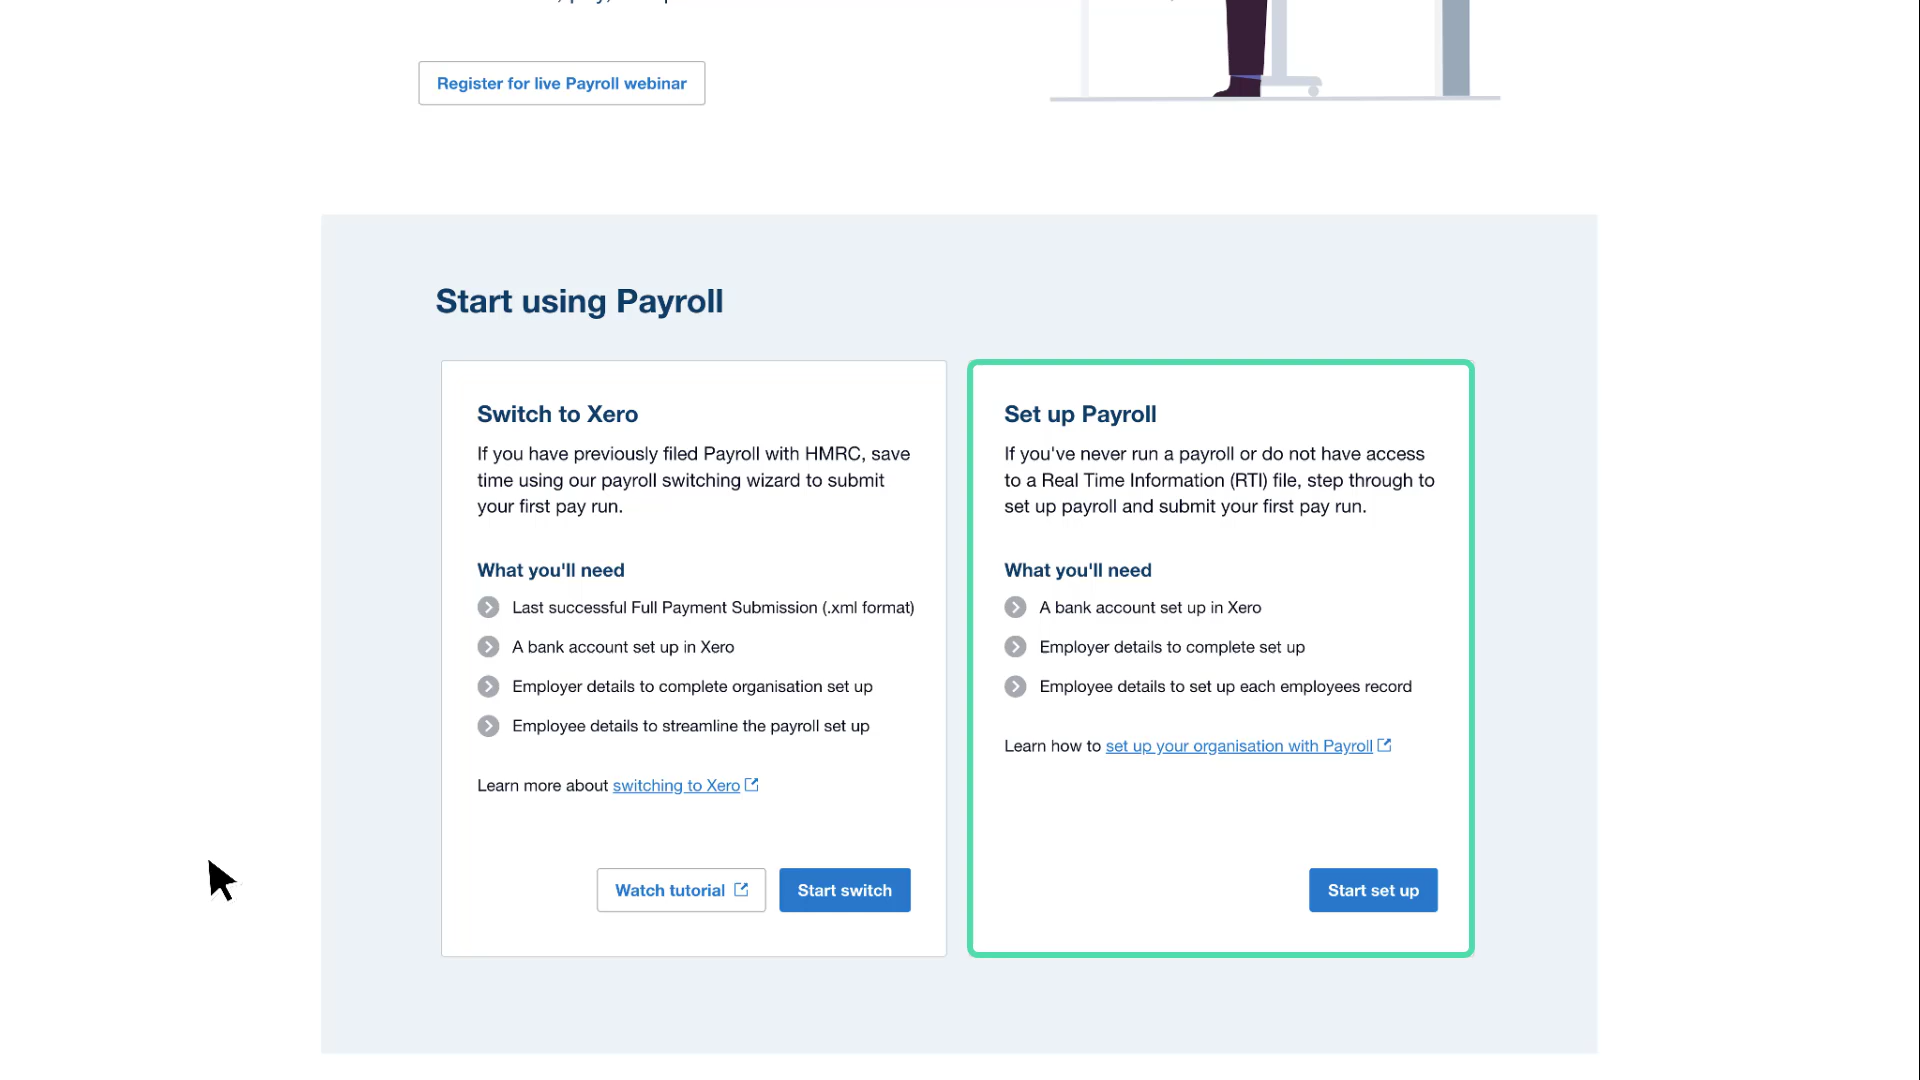 Register for live Payroll webinar
Start using Payroll
Switch to Xero
If you have previously filed Payroll with HMRC, save
time using our payroll switching wizard to submit
your first pay run.
What you'll need
Last successful Full Payment Submission (.xml format)
A bank account set up in Xero
Employer details to complete organisation set up
Employee details to streamline the payroll set up
Learn more about switching to Xero
Watch tutorial
Start switch
Set up Payroll
If you've never run a payroll or do not have access
to a Real Time Information (RTI) file, step through to
set up payroll and submit your first pay run.
What you'll need
A bank account set up in Xero
Employer details to complete set up
Employee details to set up each employees record
Learn how to set up your organisation with Payroll
Start set up